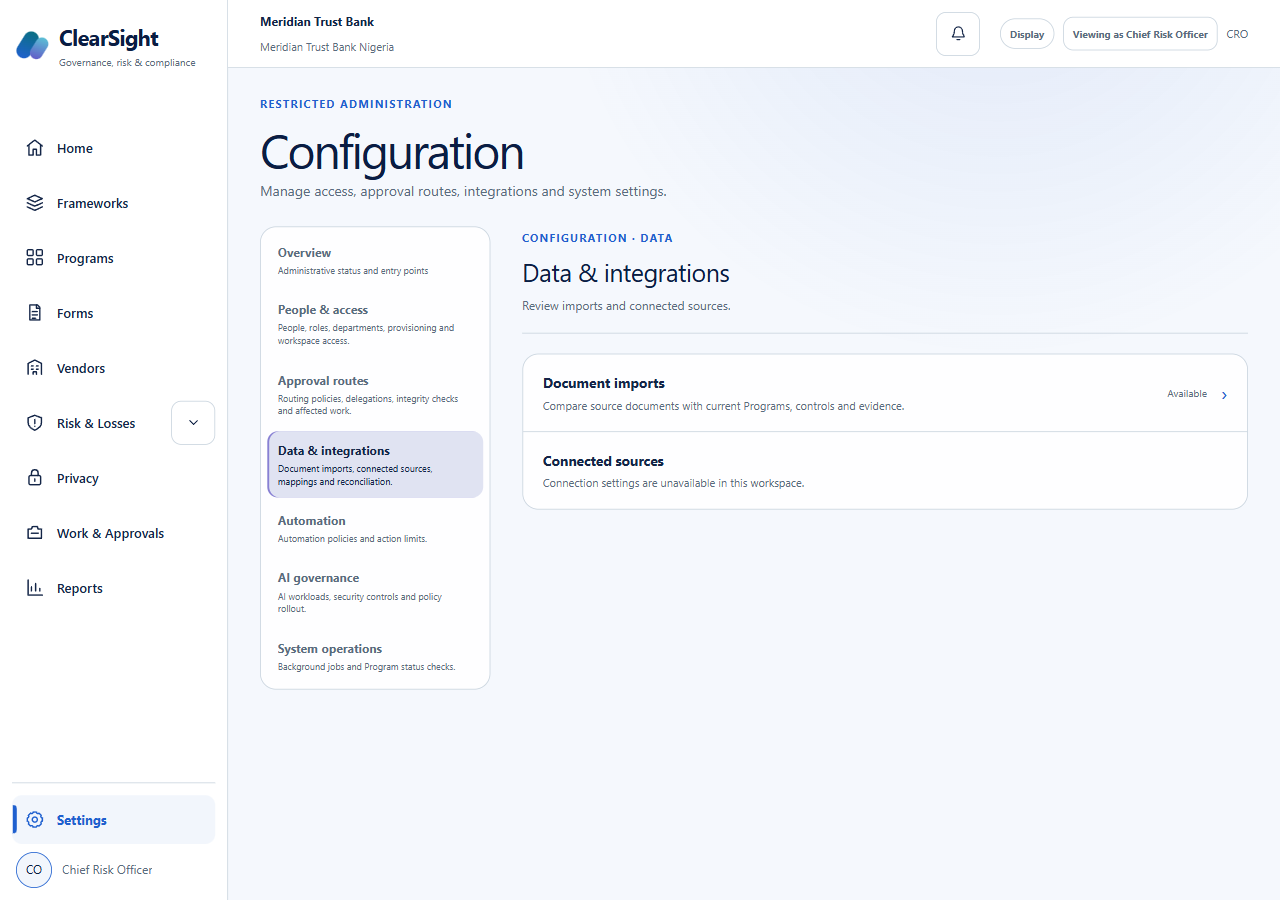 ClearSight
Governance, risk & compliance
Home
Frameworks
Programs
Forms
Vendors
Risk & Losses
Privacy
Work & Approvals
Reports
Settings
CO
Chief Risk Officer
Meridian Trust Bank
Meridian Trust Bank Nigeria
Display
Viewing as Chief Risk Officer
CRO
RESTRICTED ADMINISTRATION
Configuration
Manage access, approval routes, integrations and system settings.
Overview
Administrative status and entry points
People & access
People, roles, departments, provisioning and
workspace access.
Approval routes
Routing policies, delegations, integrity checks
and affected work.
Data & integrations
Document imports, connected sources,
mappings and reconciliation.
Automation
Automation policies and action limits.
AI governance
AI workloads, security controls and policy
rollout.
System operations
Background jobs and Program status checks.
CONFIGURATION · DATA
Data & integrations
Review imports and connected sources.
Document imports
Compare source documents with current Programs, controls and evidence.
Available
Connected sources
Connection settings are unavailable in this workspace.